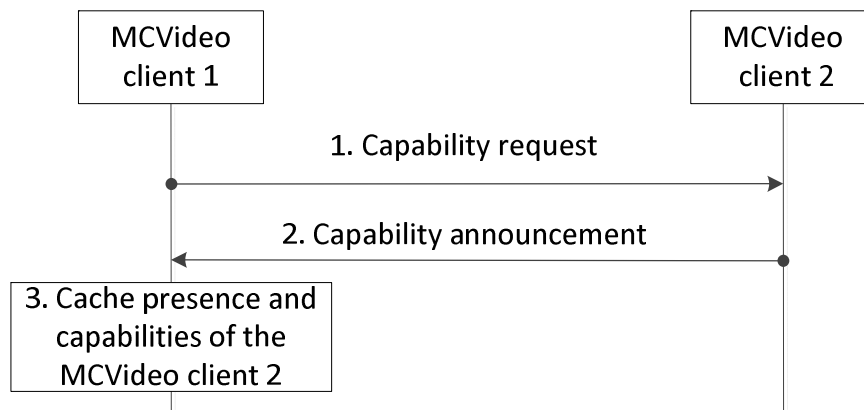 MCVideo
client 1
MCVideo
client 2
1. Capability request
2. Capability announcement
3. Cache presence and
capabilities of the
MCVideo client 2